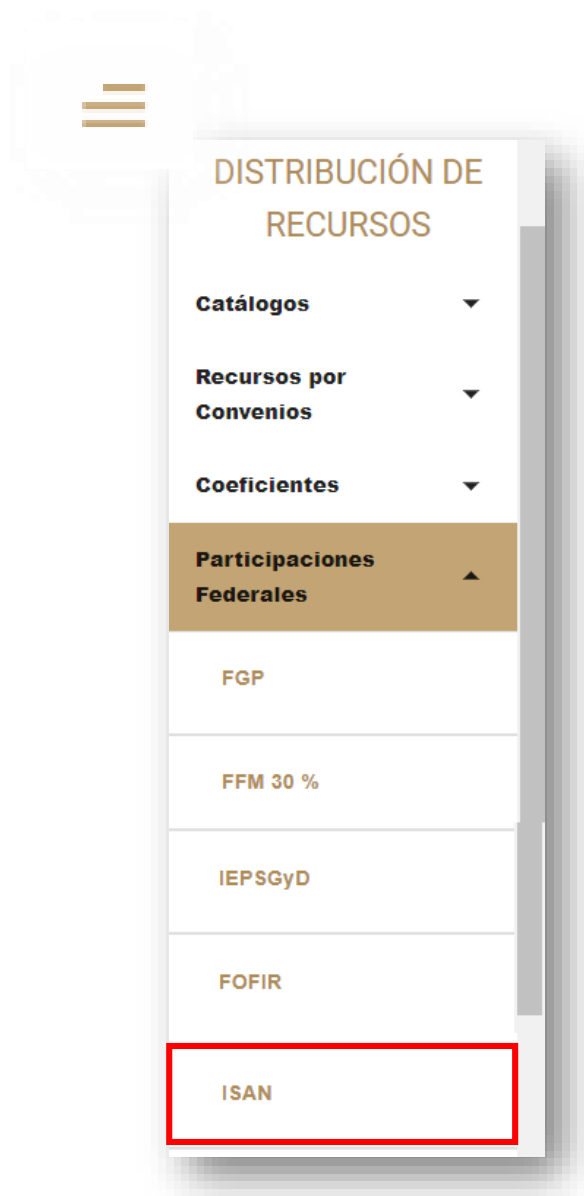 DISTRIBUCIÓN DE
RECURSOS
Catálogos
Recursos por
Convenios
Coeficientes
Participaciones
Federales
FGP
FFM 30 %
IEPSGyD
FOFIR
ISAN